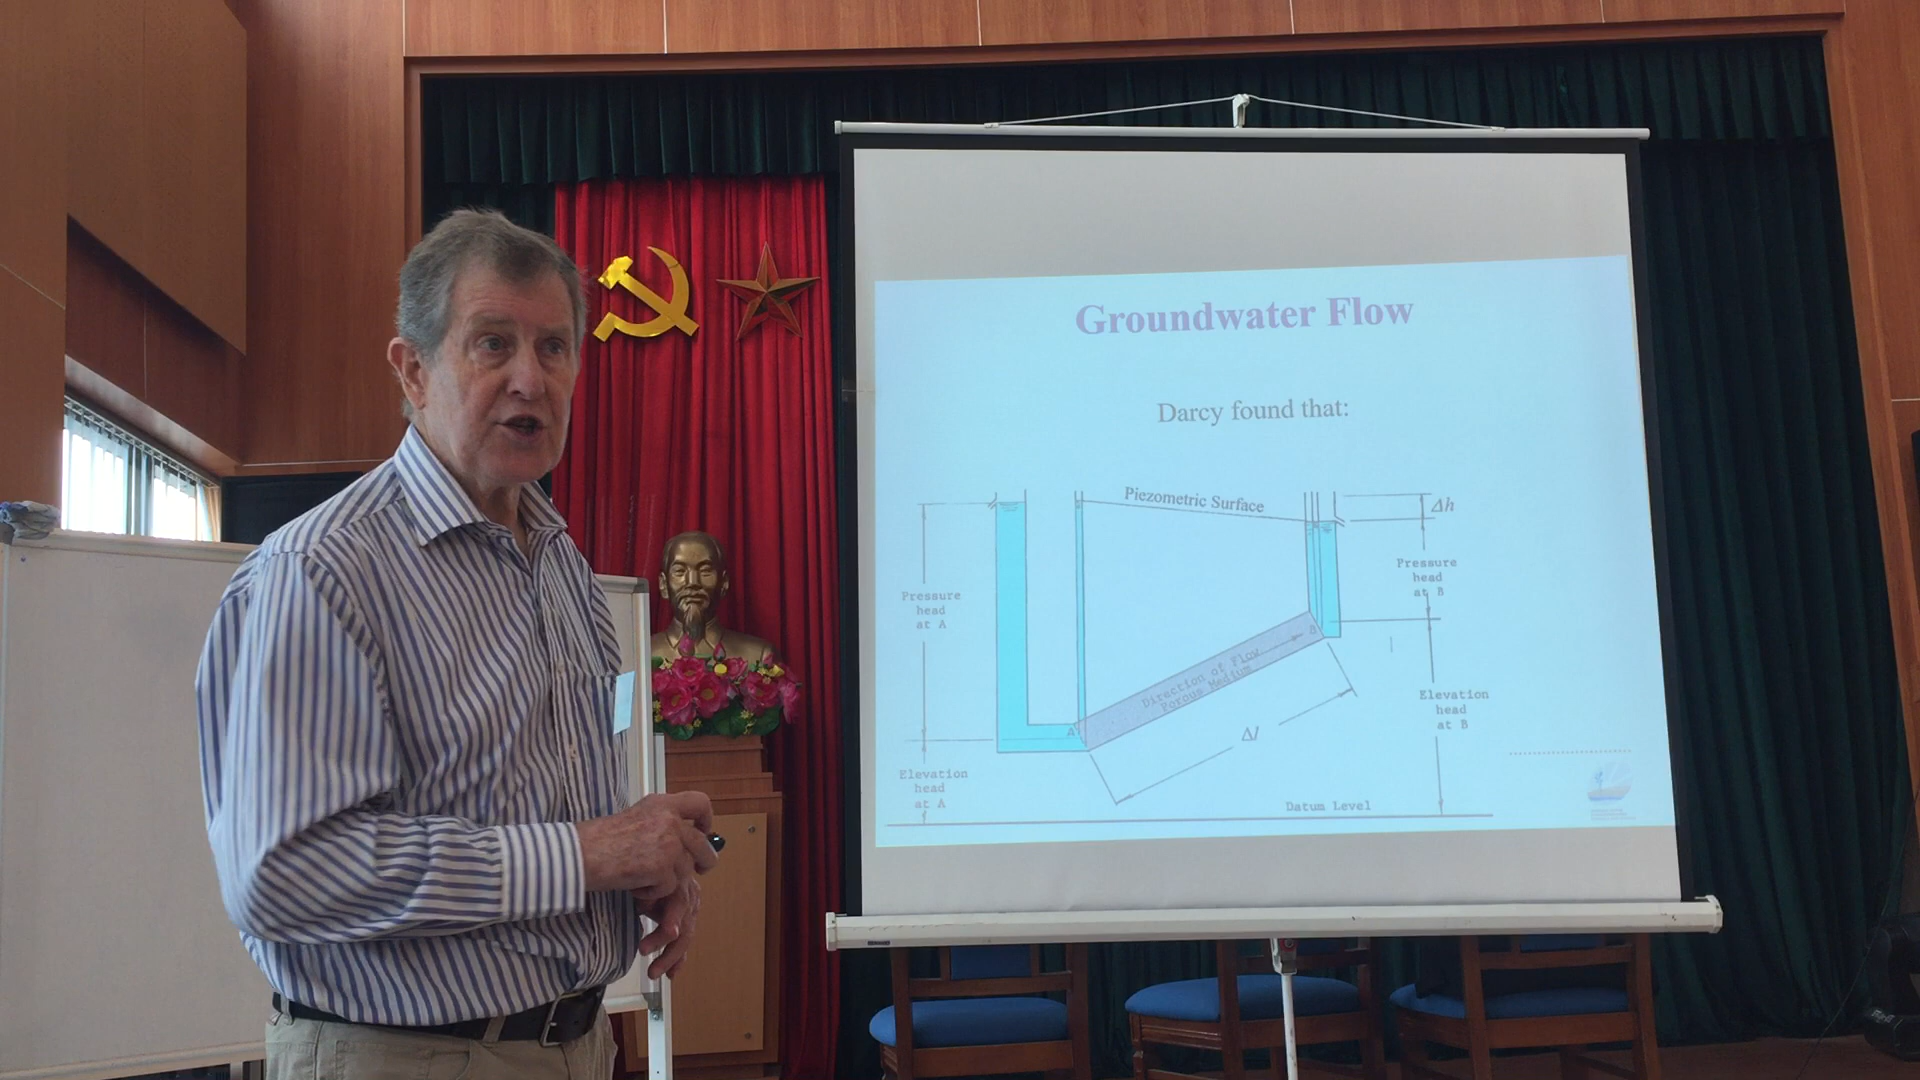 Groundwater Flow
Darcy found that:
Piezometric Surface
Δh
Pressure
head
at A
Pressure
head
at B
Direction of Flow
Porous Medium
A
B
Δl
Elevation
head
at A
Elevation
head
at B
Datum Level